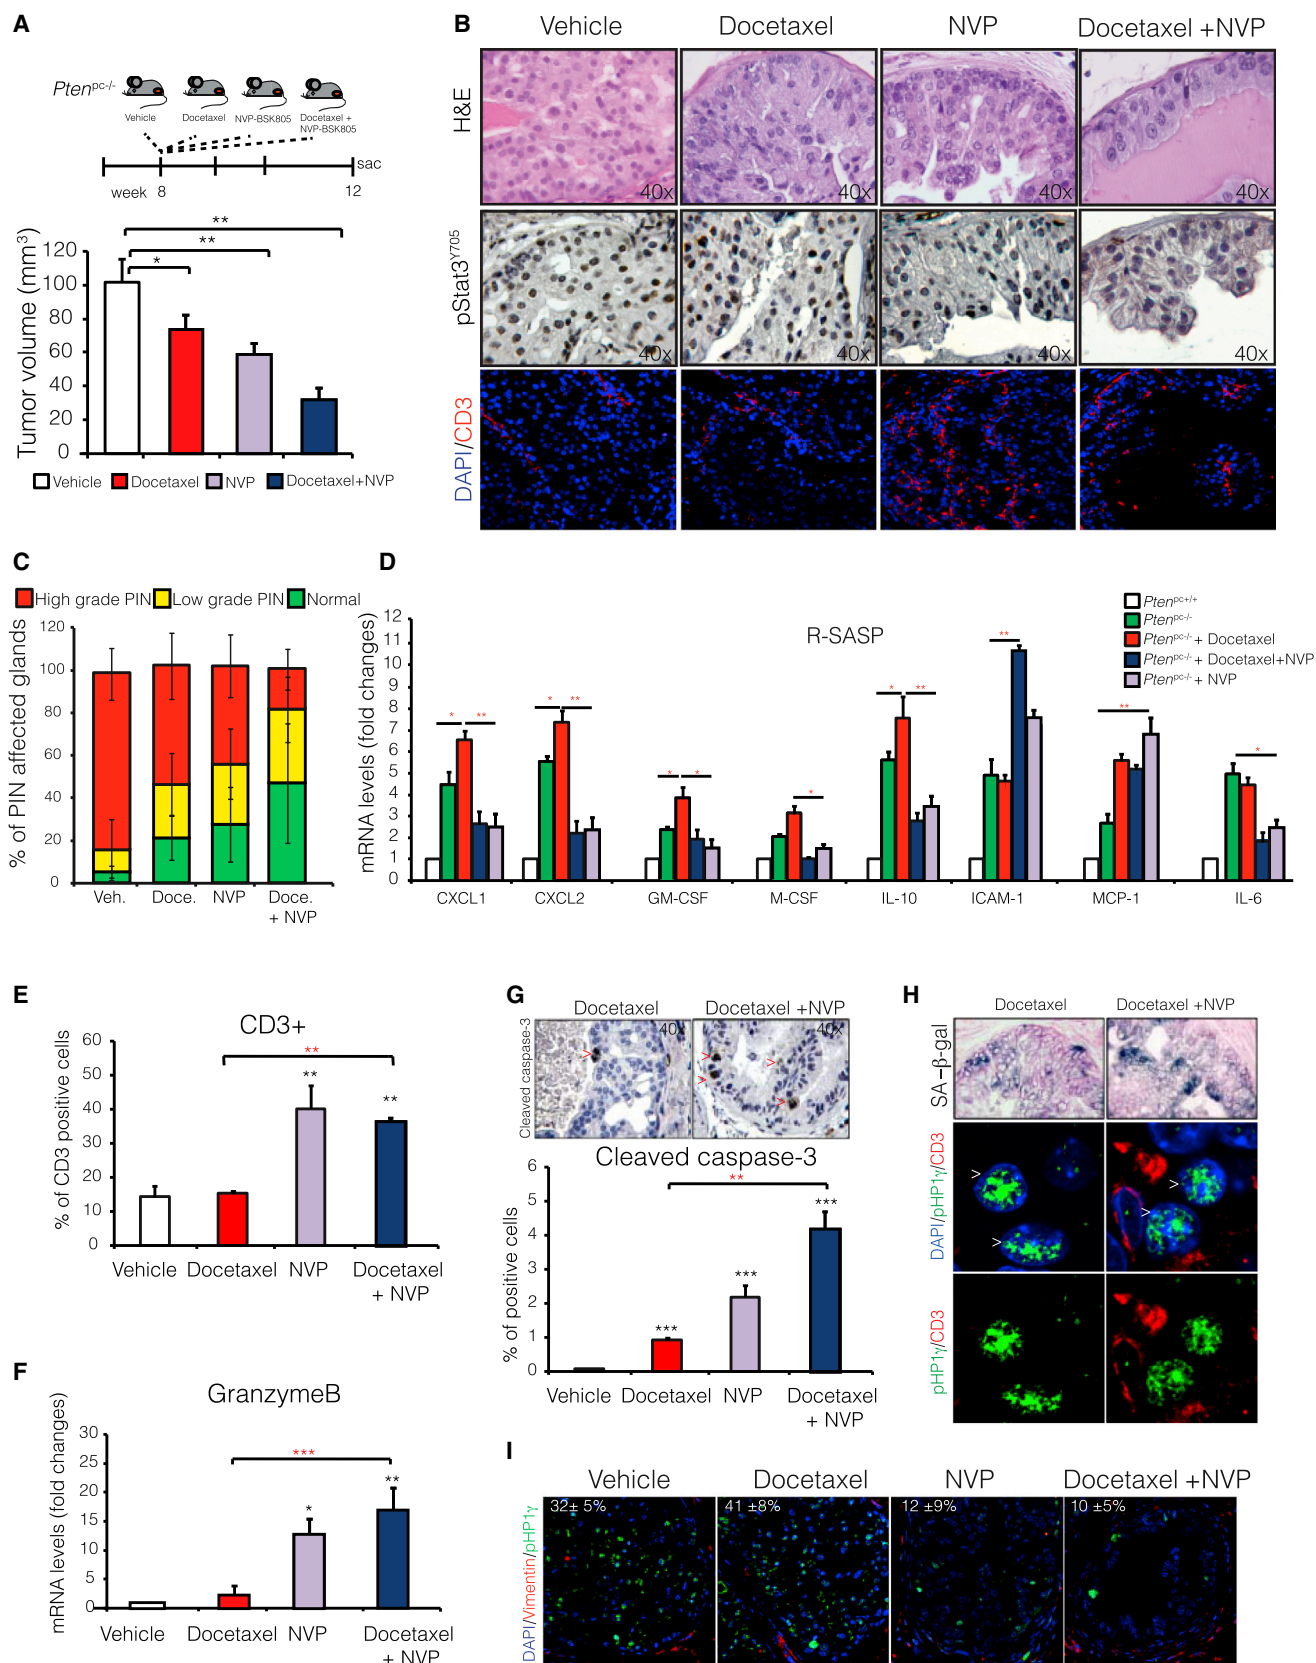 A
Pten pc-/-
Vehicle
Docetaxel
NVP-BSK805
Docetaxel +
NVP-BSK805
week 8
12
sac
**
**
*
Tumor volume (mm3)
120
100
80
60
40
20
0
Vehicle Docetaxel NVP Docetaxel+NVP
B
Vehicle Docetaxel NVP Docetaxel +NVP
H&E
40x 40x 40x 40x
pStat3Y705
40x 40x 40x 40x
DAPI/CD3
C
High grade PIN Low grade PIN Normal
% of PIN affected glands
120
100
80
60
40
20
0
Veh. Doce. NVP Doce.
+ NVP
D
R-SASP
mRNA levels (fold changes)
12
11
10
9
8
7
6
5
4
3
2
1
0
Pten pc+/+
Pten pc-/-
Pten pc-/- + Docetaxel
Pten pc-/- + Docetaxel+NVP
Pten pc-/- + NVP
* ** * ** * * * * ** ** ** *
CXCL1 CXCL2 GM-CSF M-CSF IL-10 ICAM-1 MCP-1 IL-6
E
CD3+
% of CD3 positive cells
60
50
40
30
20
10
0
**
**
**
Vehicle Docetaxel NVP Docetaxel
+ NVP
F
GranzymeB
mRNA levels (fold changes)
35
30
25
20
15
10
5
0
***
**
*
Vehicle Docetaxel NVP Docetaxel
+ NVP
G
Docetaxel Docetaxel +NVP
Cleaved caspase-3
40x 40x
Cleaved caspase-3
% of positive cells
6
5
4
3
2
1
0
**
***
***
***
Vehicle Docetaxel NVP Docetaxel
+ NVP
H
Docetaxel Docetaxel +NVP
SA-β-gal
DAPI/pHP1γ/CD3
pHP1γ/CD3
I
Vehicle Docetaxel NVP Docetaxel +NVP
32± 5% 41 ±8% 12 ±9% 10 ±5%
DAPI/Vimentin/pHP1γ